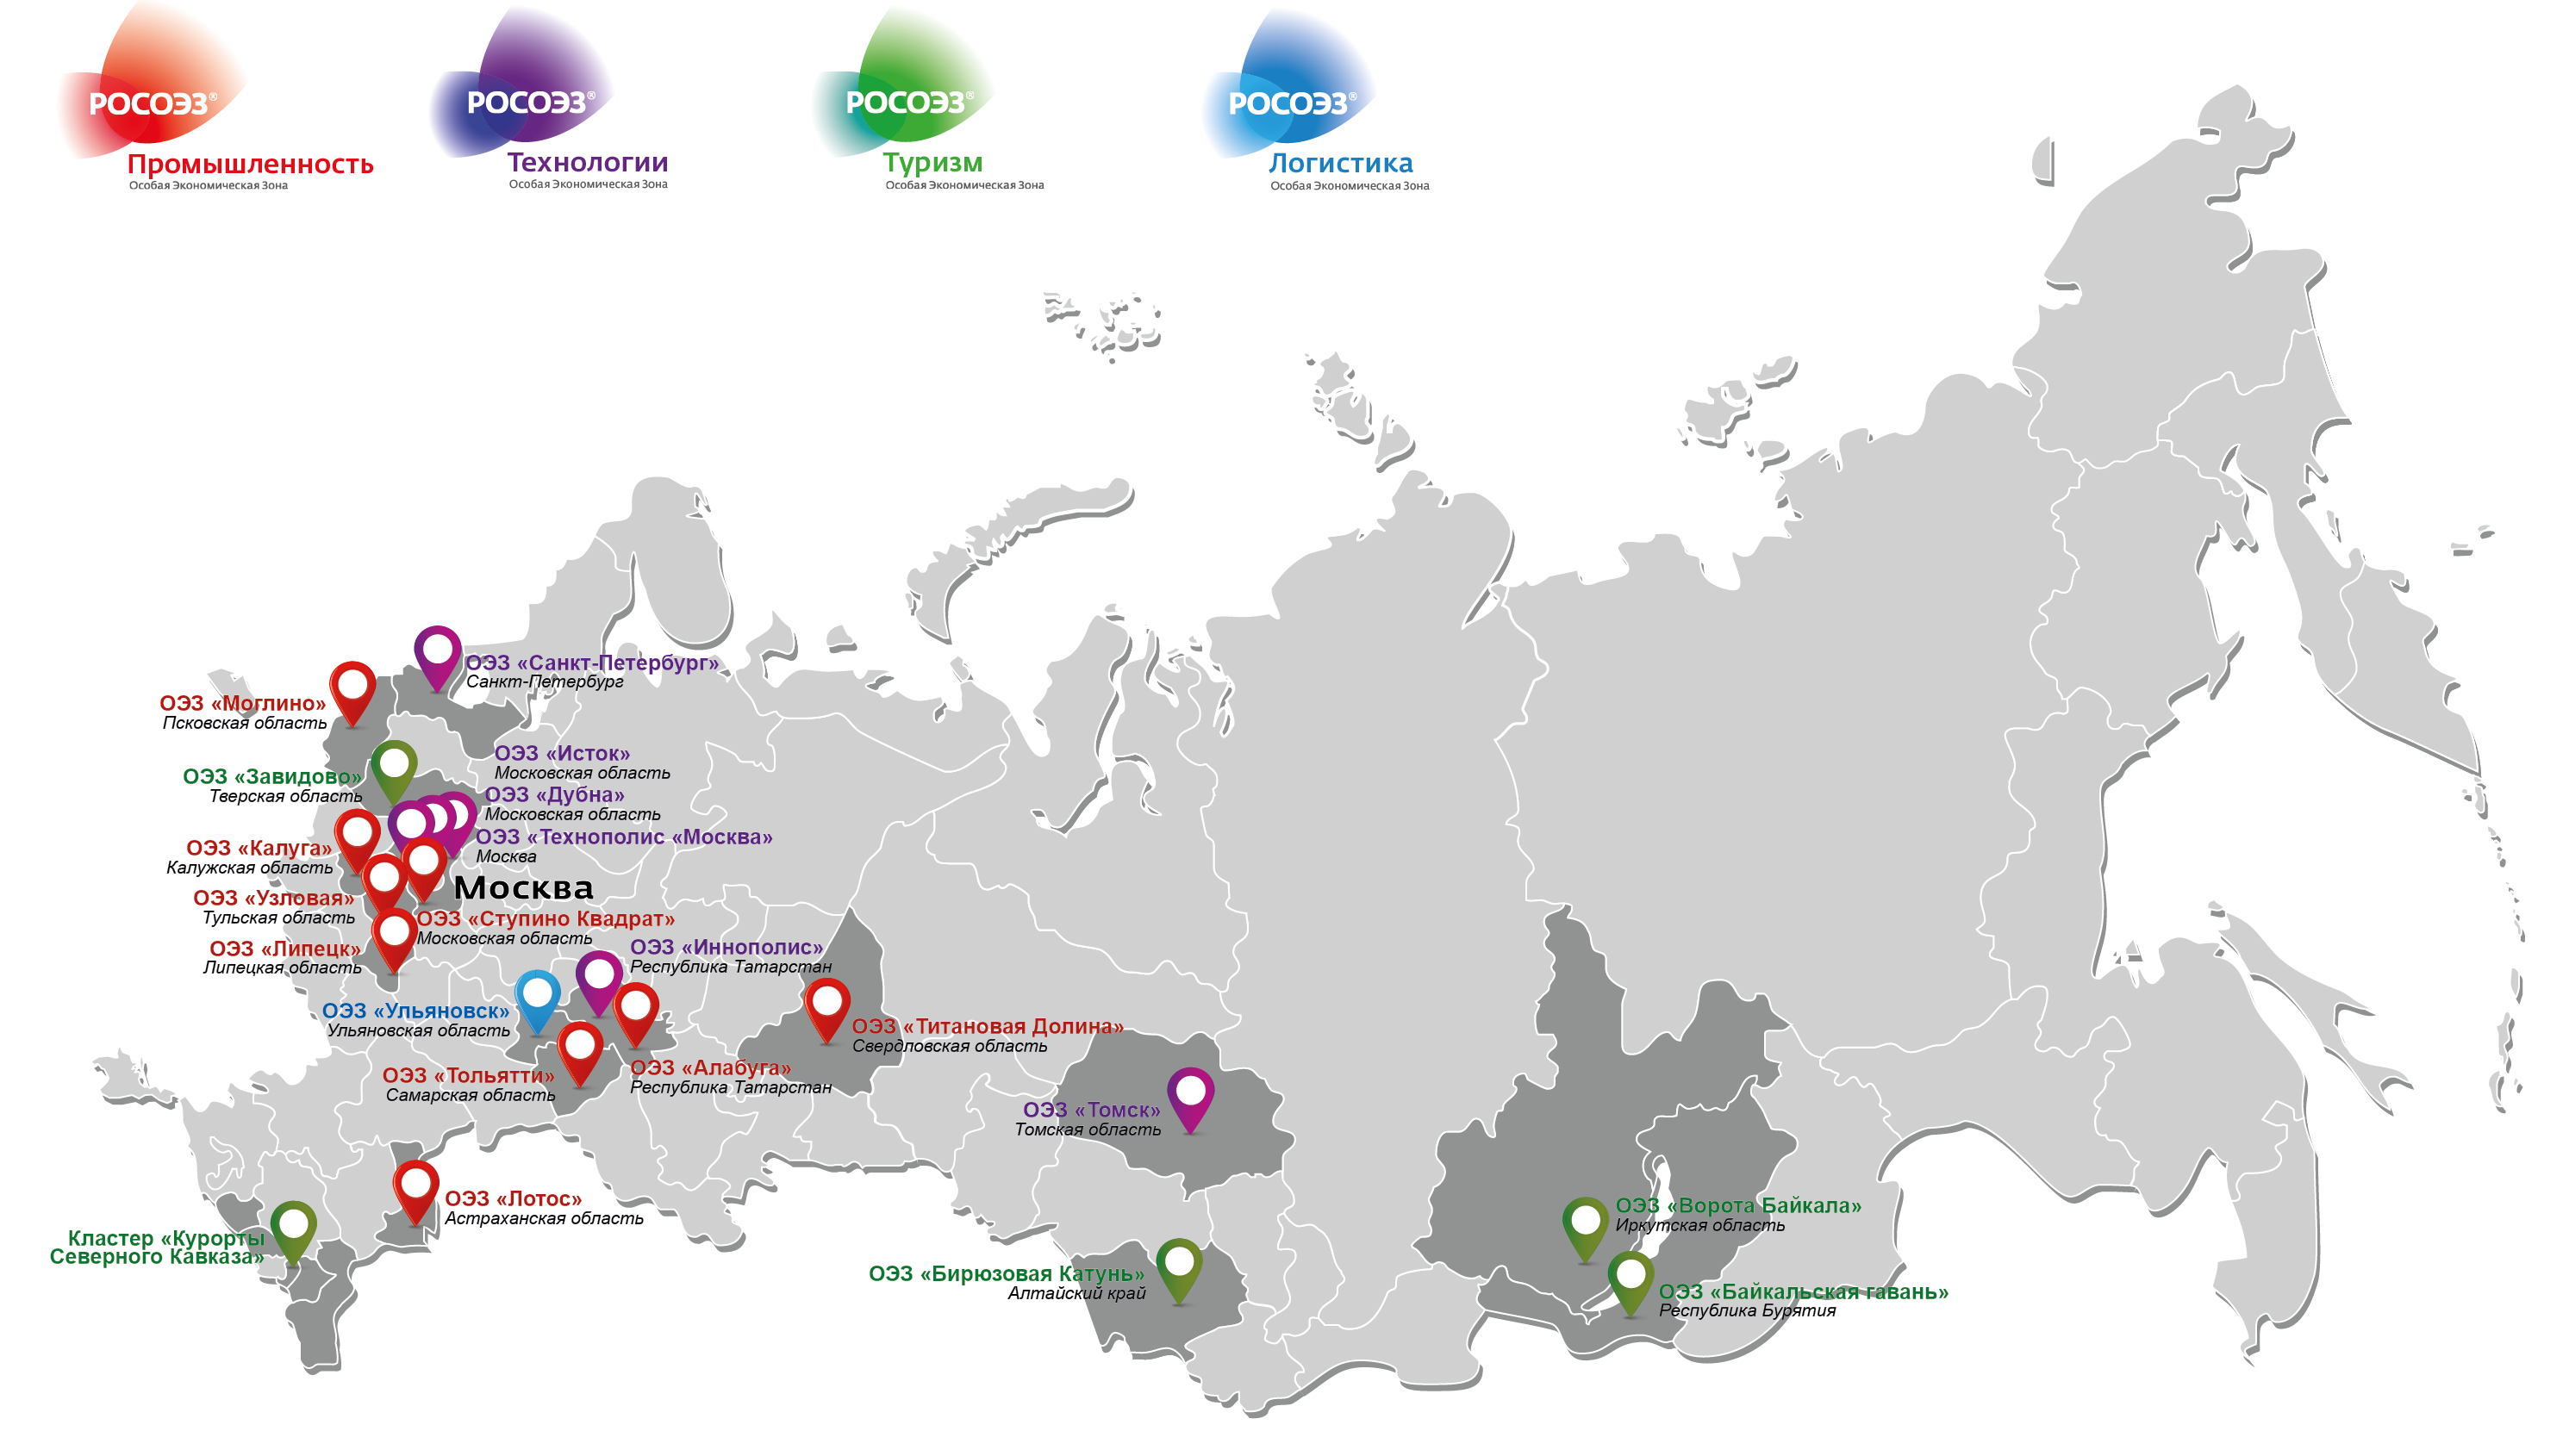 РОСОЭЗ®
Промышленность
Особая Экономическая Зона
РОСОЭЗ®
Технологии
Особая Экономическая Зона
РОСОЭЗ®
Туризм
Особая Экономическая Зона
РОСОЭЗ®
Логистика
Особая Экономическая Зона
ОЭЗ «Санкт-Петербург»
Санкт-Петербург
ОЭЗ «Моглино»
Псковская область
ОЭЗ «Исток»
Московская область
ОЭЗ «Завидово»
Тверская область
ОЭЗ «Дубна»
Московская область
ОЭЗ «Технополис «Москва»
Москва
ОЭЗ «Калуга»
Калужская область
Москва
ОЭЗ «Узловая»
Тульская область
ОЭЗ «Ступино Квадрат»
Московская область
ОЭЗ «Липецк»
Липецкая область
ОЭЗ «Иннополис»
Республика Татарстан
ОЭЗ «Ульяновск»
Ульяновская область
ОЭЗ «Титановая Долина»
Свердловская область
ОЭЗ «Алабуга»
Республика Татарстан
ОЭЗ «Тольятти»
Самарская область
ОЭЗ «Томск»
Томская область
ОЭЗ «Лотос»
Астраханская область
ОЭЗ «Ворота Байкала»
Иркутская область
Кластер «Курорты
Северного Кавказа»
ОЭЗ «Бирюзовая Катунь»
Алтайский край
ОЭЗ «Байкальская гавань»
Республика Бурятия